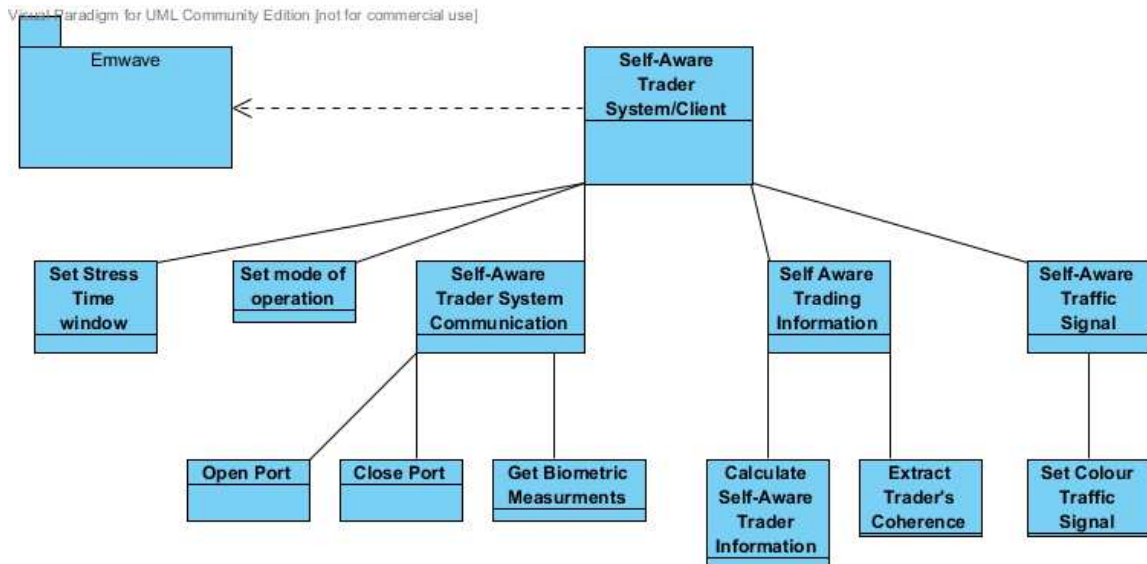 Visual Paradigm for UML Community Edition [not for commercial use]
Emwave
Self-Aware
Trader
System/Client
Set Stress
Time
window
Set mode of
operation
Self-Aware
Trader System
Communication
Self Aware
Trading
Information
Self-Aware
Traffic
Signal
Open Port
Close Port
Get Biometric
Measurments
Calculate
Self-Aware
Trader
Information
Extract
Trader's
Coherence
Set Colour
Traffic
Signal